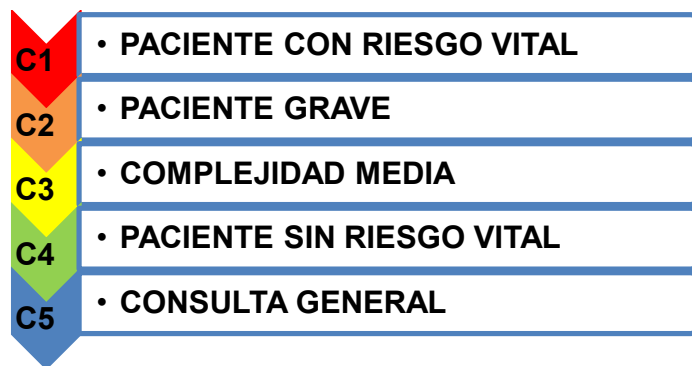 C1 • PACIENTE CON RIESGO VITAL
C2 • PACIENTE GRAVE
C3 • COMPLEJIDAD MEDIA
C4 • PACIENTE SIN RIESGO VITAL
C5 • CONSULTA GENERAL